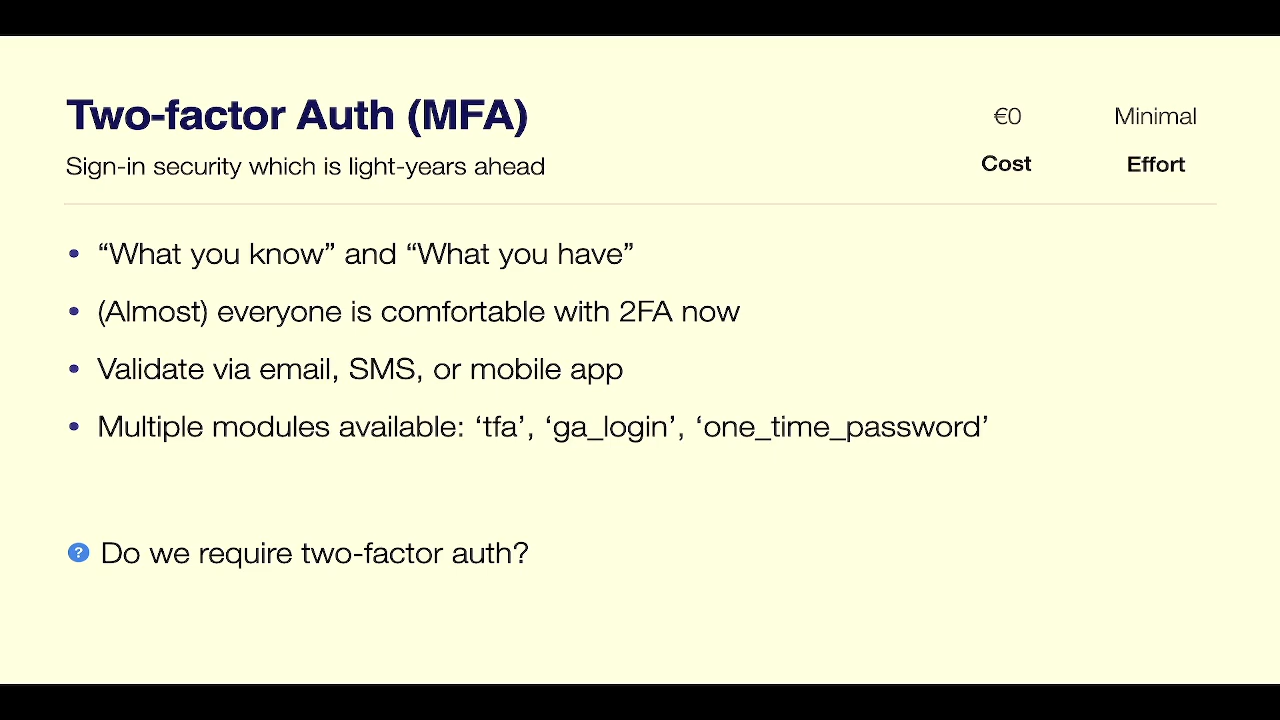 Two-factor Auth (MFA)
Sign-in security which is light-years ahead
€0
Cost
Minimal
Effort
• “What you know” and “What you have”
• (Almost) everyone is comfortable with 2FA now
• Validate via email, SMS, or mobile app
• Multiple modules available: ‘tfa’, ‘ga_login’, ‘one_time_password’
? Do we require two-factor auth?